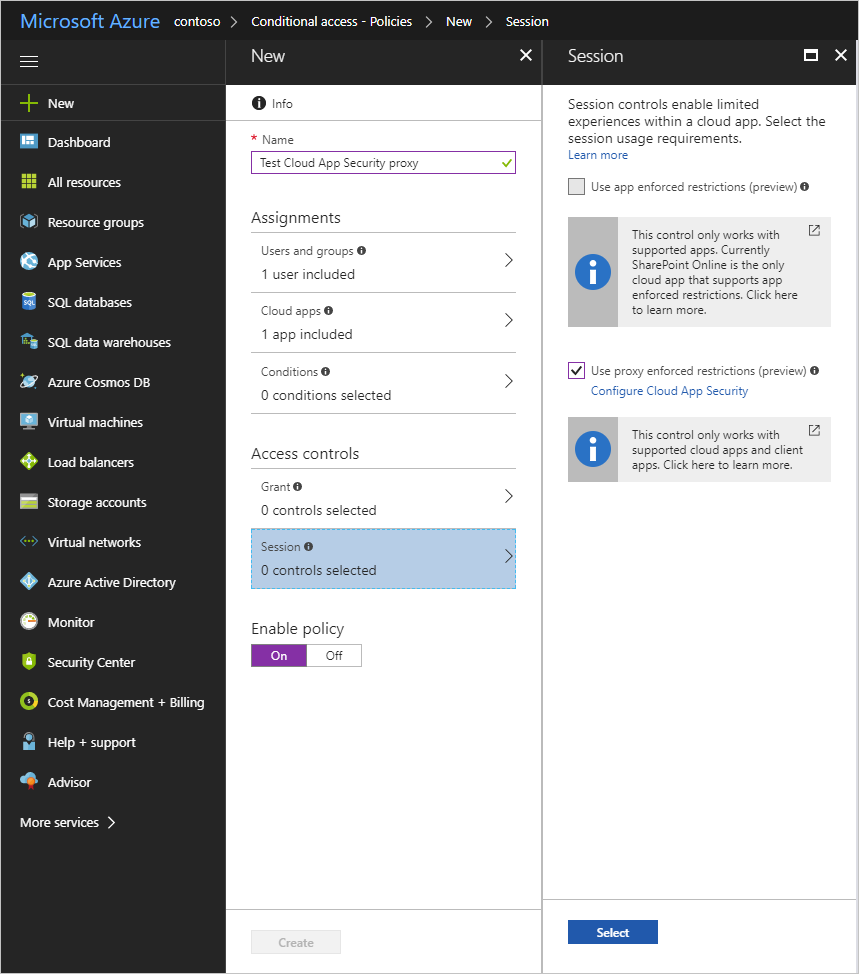 Microsoft Azure contoso > Conditional access - Policies > New > Session
New
Dashboard
All resources
Resource groups
App Services
SQL databases
SQL data warehouses
Azure Cosmos DB
Virtual machines
Load balancers
Storage accounts
Virtual networks
Azure Active Directory
Monitor
Security Center
Cost Management + Billing
Help + support
Advisor
More services >
New
Info
* Name
Test Cloud App Security proxy
Assignments
Users and groups
1 user included
Cloud apps
1 app included
Conditions
0 conditions selected
Access controls
Grant
0 controls selected
Session
0 controls selected
Enable policy
On Off
Create
Session
Session controls enable limited
experiences within a cloud app. Select the
session usage requirements.
Learn more
Use app enforced restrictions (preview)
This control only works with
supported apps. Currently
SharePoint Online is the only
cloud app that supports app
enforced restrictions. Click here
to learn more.
Use proxy enforced restrictions (preview)
Configure Cloud App Security
This control only works with
supported cloud apps and client
apps. Click here to learn more.
Select